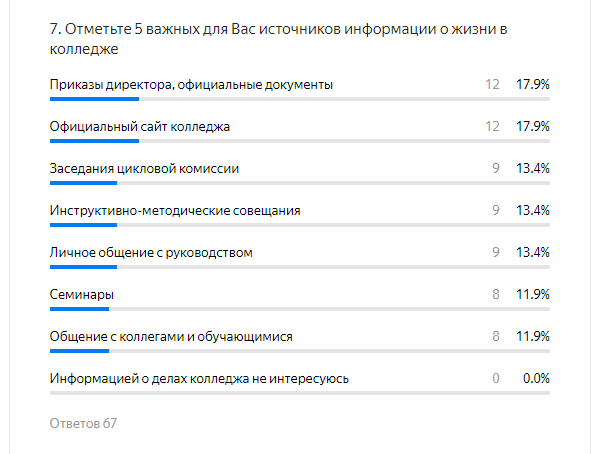 7. Отметьте 5 важных для Вас источников информации о жизни в
колледже
Приказы директора, официальные документы 12 17.9%
Официальный сайт колледжа 12 17.9%
Заседания цикловой комиссии 9 13.4%
Инструктивно-методические совещания 9 13.4%
Личное общение с руководством 9 13.4%
Семинары 8 11.9%
Общение с коллегами и обучающимися 8 11.9%
Информацией о делах колледжа не интересуюсь 0 0.0%
Ответов 67